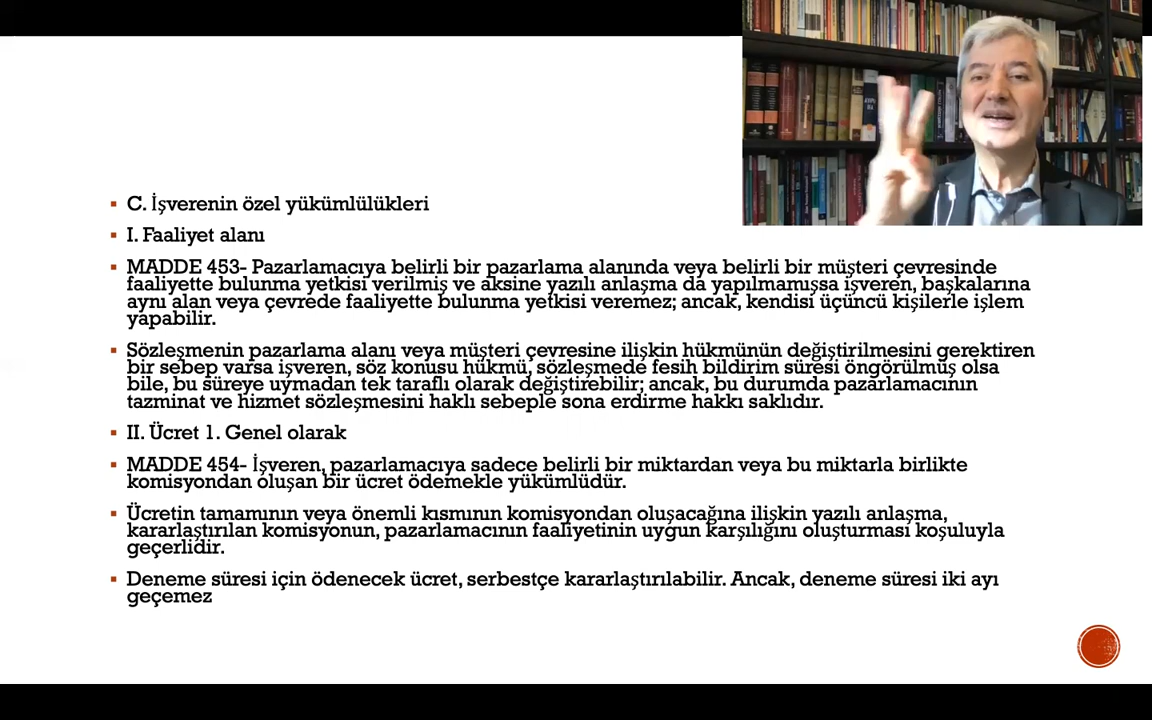 C. İşverenin özel yükümlülükleri
I. Faaliyet alanı
MADDE 453- Pazarlamacıya belirli bir pazarlama alanında veya belirli bir müşteri çevresinde
faaliyette bulunma yetkisi verilmiş ve aksine yazılı anlaşma da yapılmamışsa işveren, başkalarına
aynı alan veya çevrede faaliyette bulunma yetkisi veremez; ancak, kendisi üçüncü kişilerle işlem
yapabilir.
Sözleşmenin pazarlama alanı veya müşteri çevresine ilişkin hükmünün değiştirilmesini gerektiren
bir sebep varsa işveren, söz konusu hükmü, sözleşmede fesih bildirim süresi öngörülmüş olsa
bile, bu süreye uymadan tek taraflı olarak değiştirebilir; ancak, bu durumda pazarlamacının
tazminat ve hizmet sözleşmesini haklı sebeple sona erdirme hakkı saklıdır.
II. Ücret 1. Genel olarak
MADDE 454- İşveren, pazarlamacıya sadece belirli bir miktardan veya bu miktarla birlikte
komisyondan oluşan bir ücret ödemekle yükümlüdür.
Ücretin tamamının veya önemli kısmının komisyondan oluşacağına ilişkin yazılı anlaşma,
kararlaştırılan komisyonun, pazarlamacının faaliyetinin uygun karşılığını oluşturması koşuluyla
geçerlidir.
Deneme süresi için ödenecek ücret, serbestçe kararlaştırılabilir. Ancak, deneme süresi iki ayı
geçemez